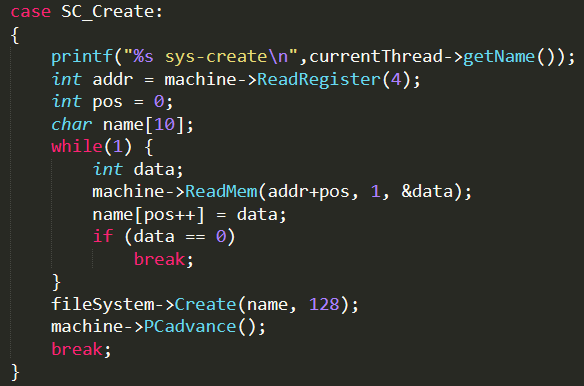 case SC_Create:
{
    printf("%s sys-create\n",currentThread->getName());
    int addr = machine->ReadRegister(4);
    int pos = 0;
    char name[10];
    while(1) {
        int data;
        machine->ReadMem(addr+pos, 1, &data);
        name[pos++] = data;
        if (data == 0)
            break;
    }
    fileSystem->Create(name, 128);
    machine->PCadvance();
    break;
}